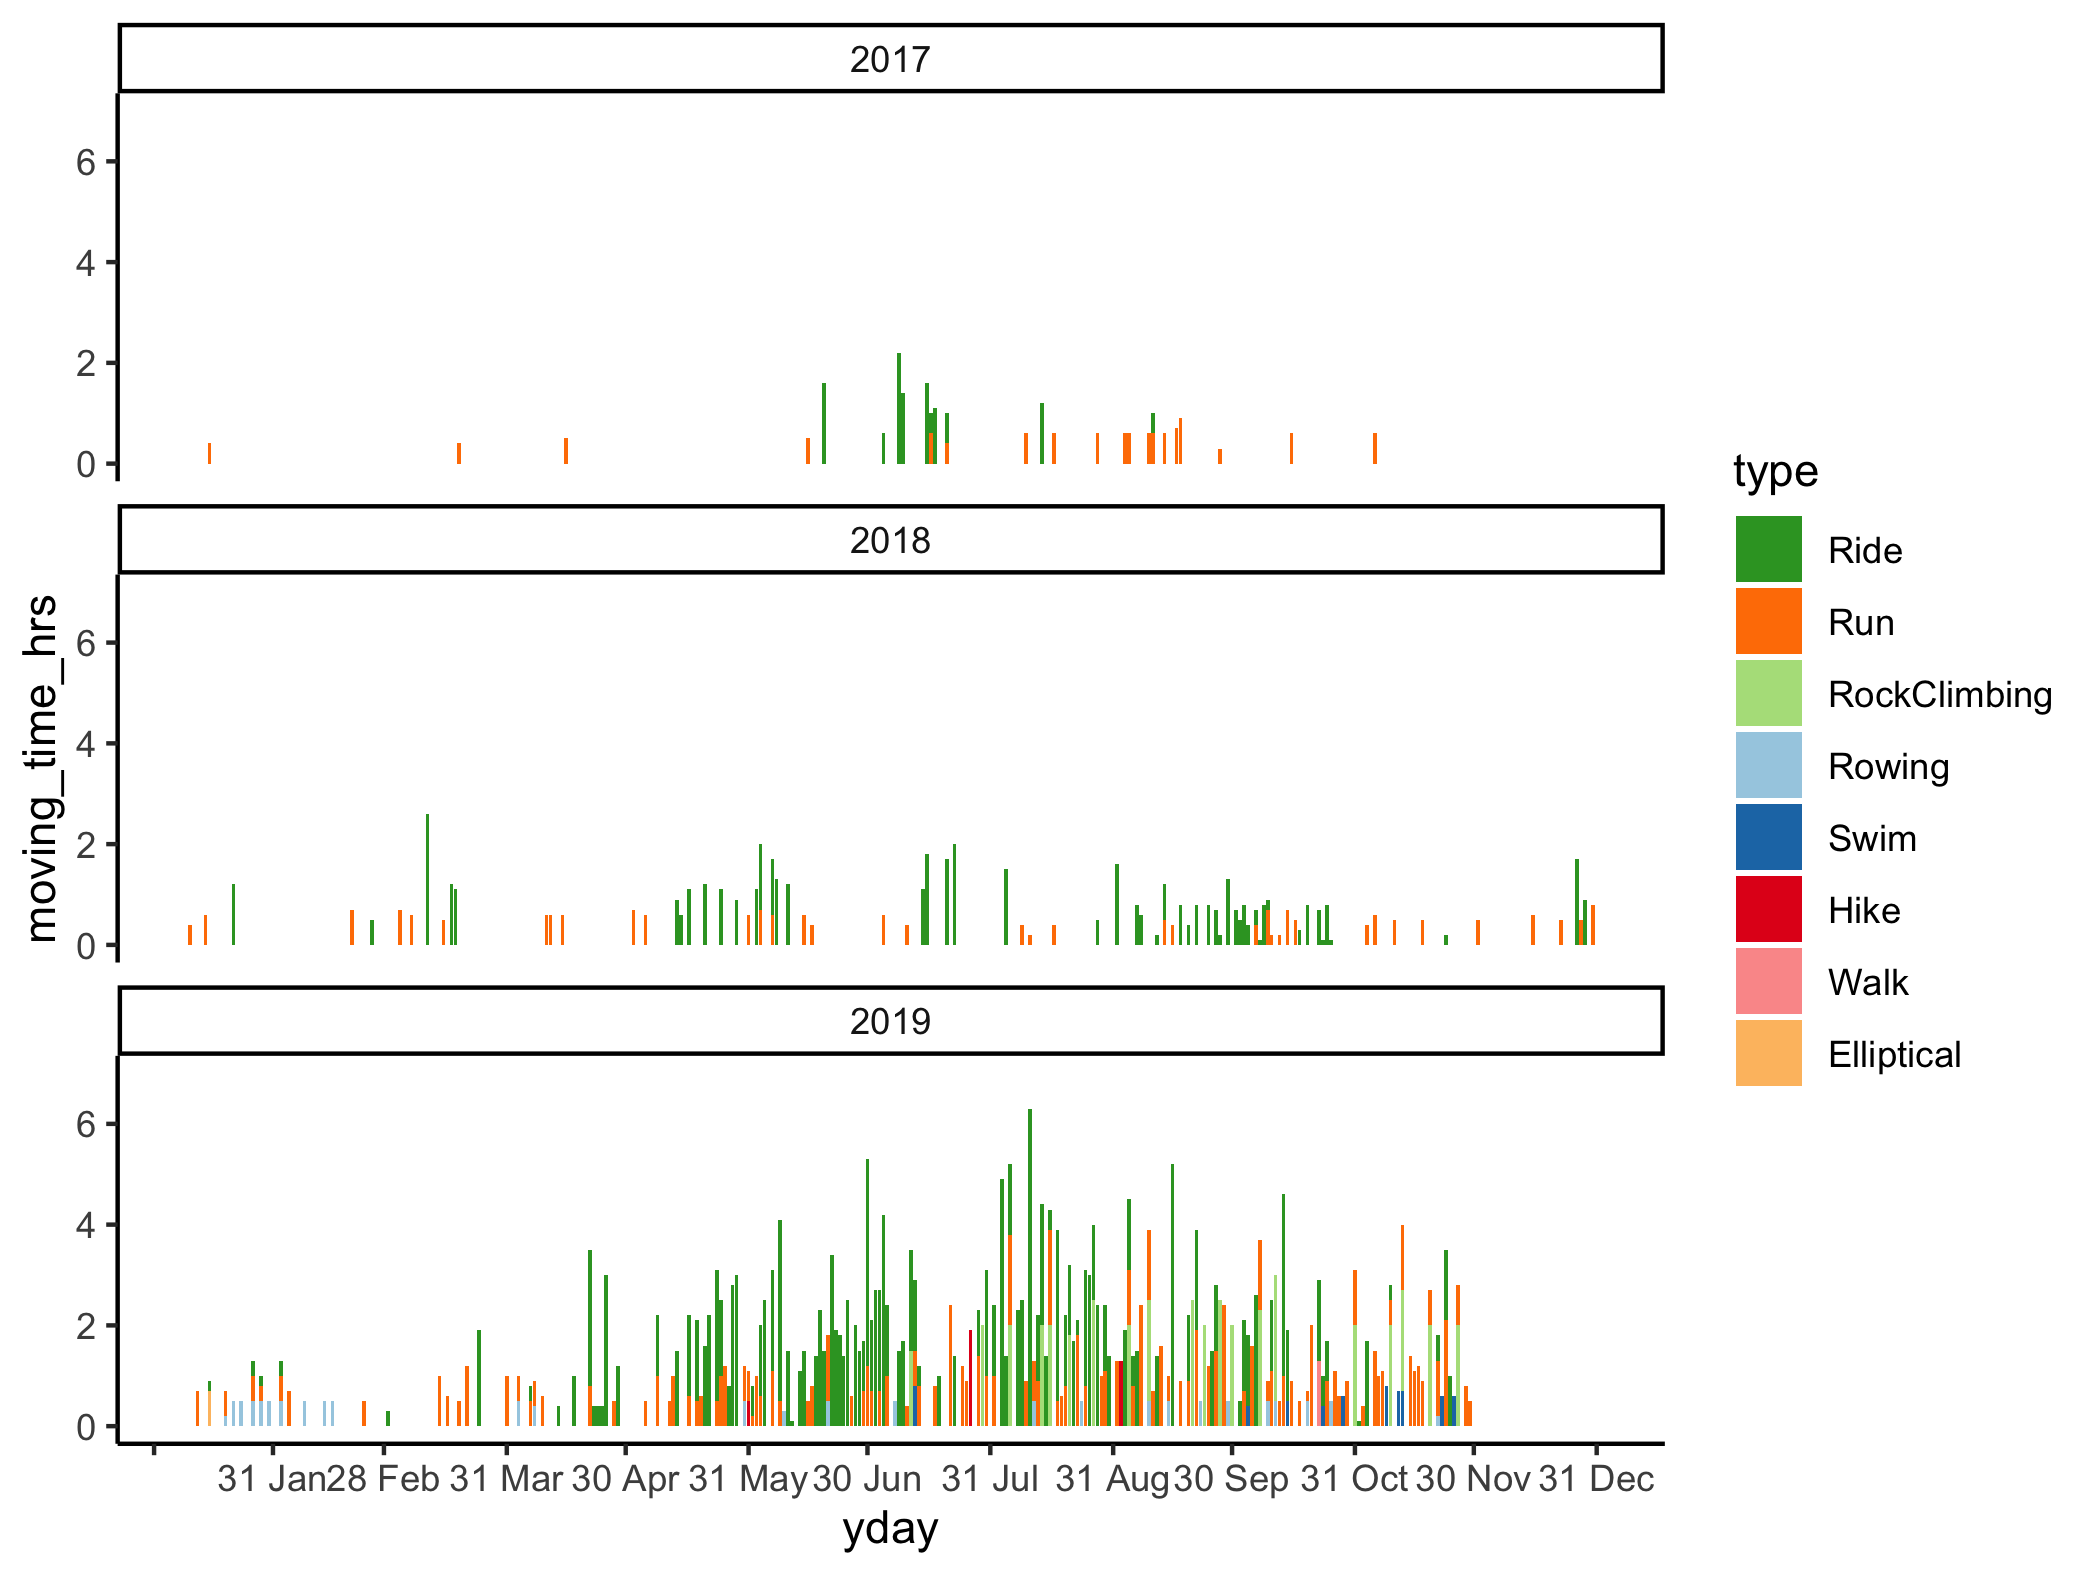 2017
6
4
2
0
2018
6
4
2
0
2019
6
4
2
0
31 Jan 28 Feb 31 Mar 30 Apr 31 May 30 Jun 31 Jul 31 Aug 30 Sep 31 Oct 30 Nov 31 Dec
yday
moving_time_hrs
type
Ride
Run
RockClimbing
Rowing
Swim
Hike
Walk
Elliptical